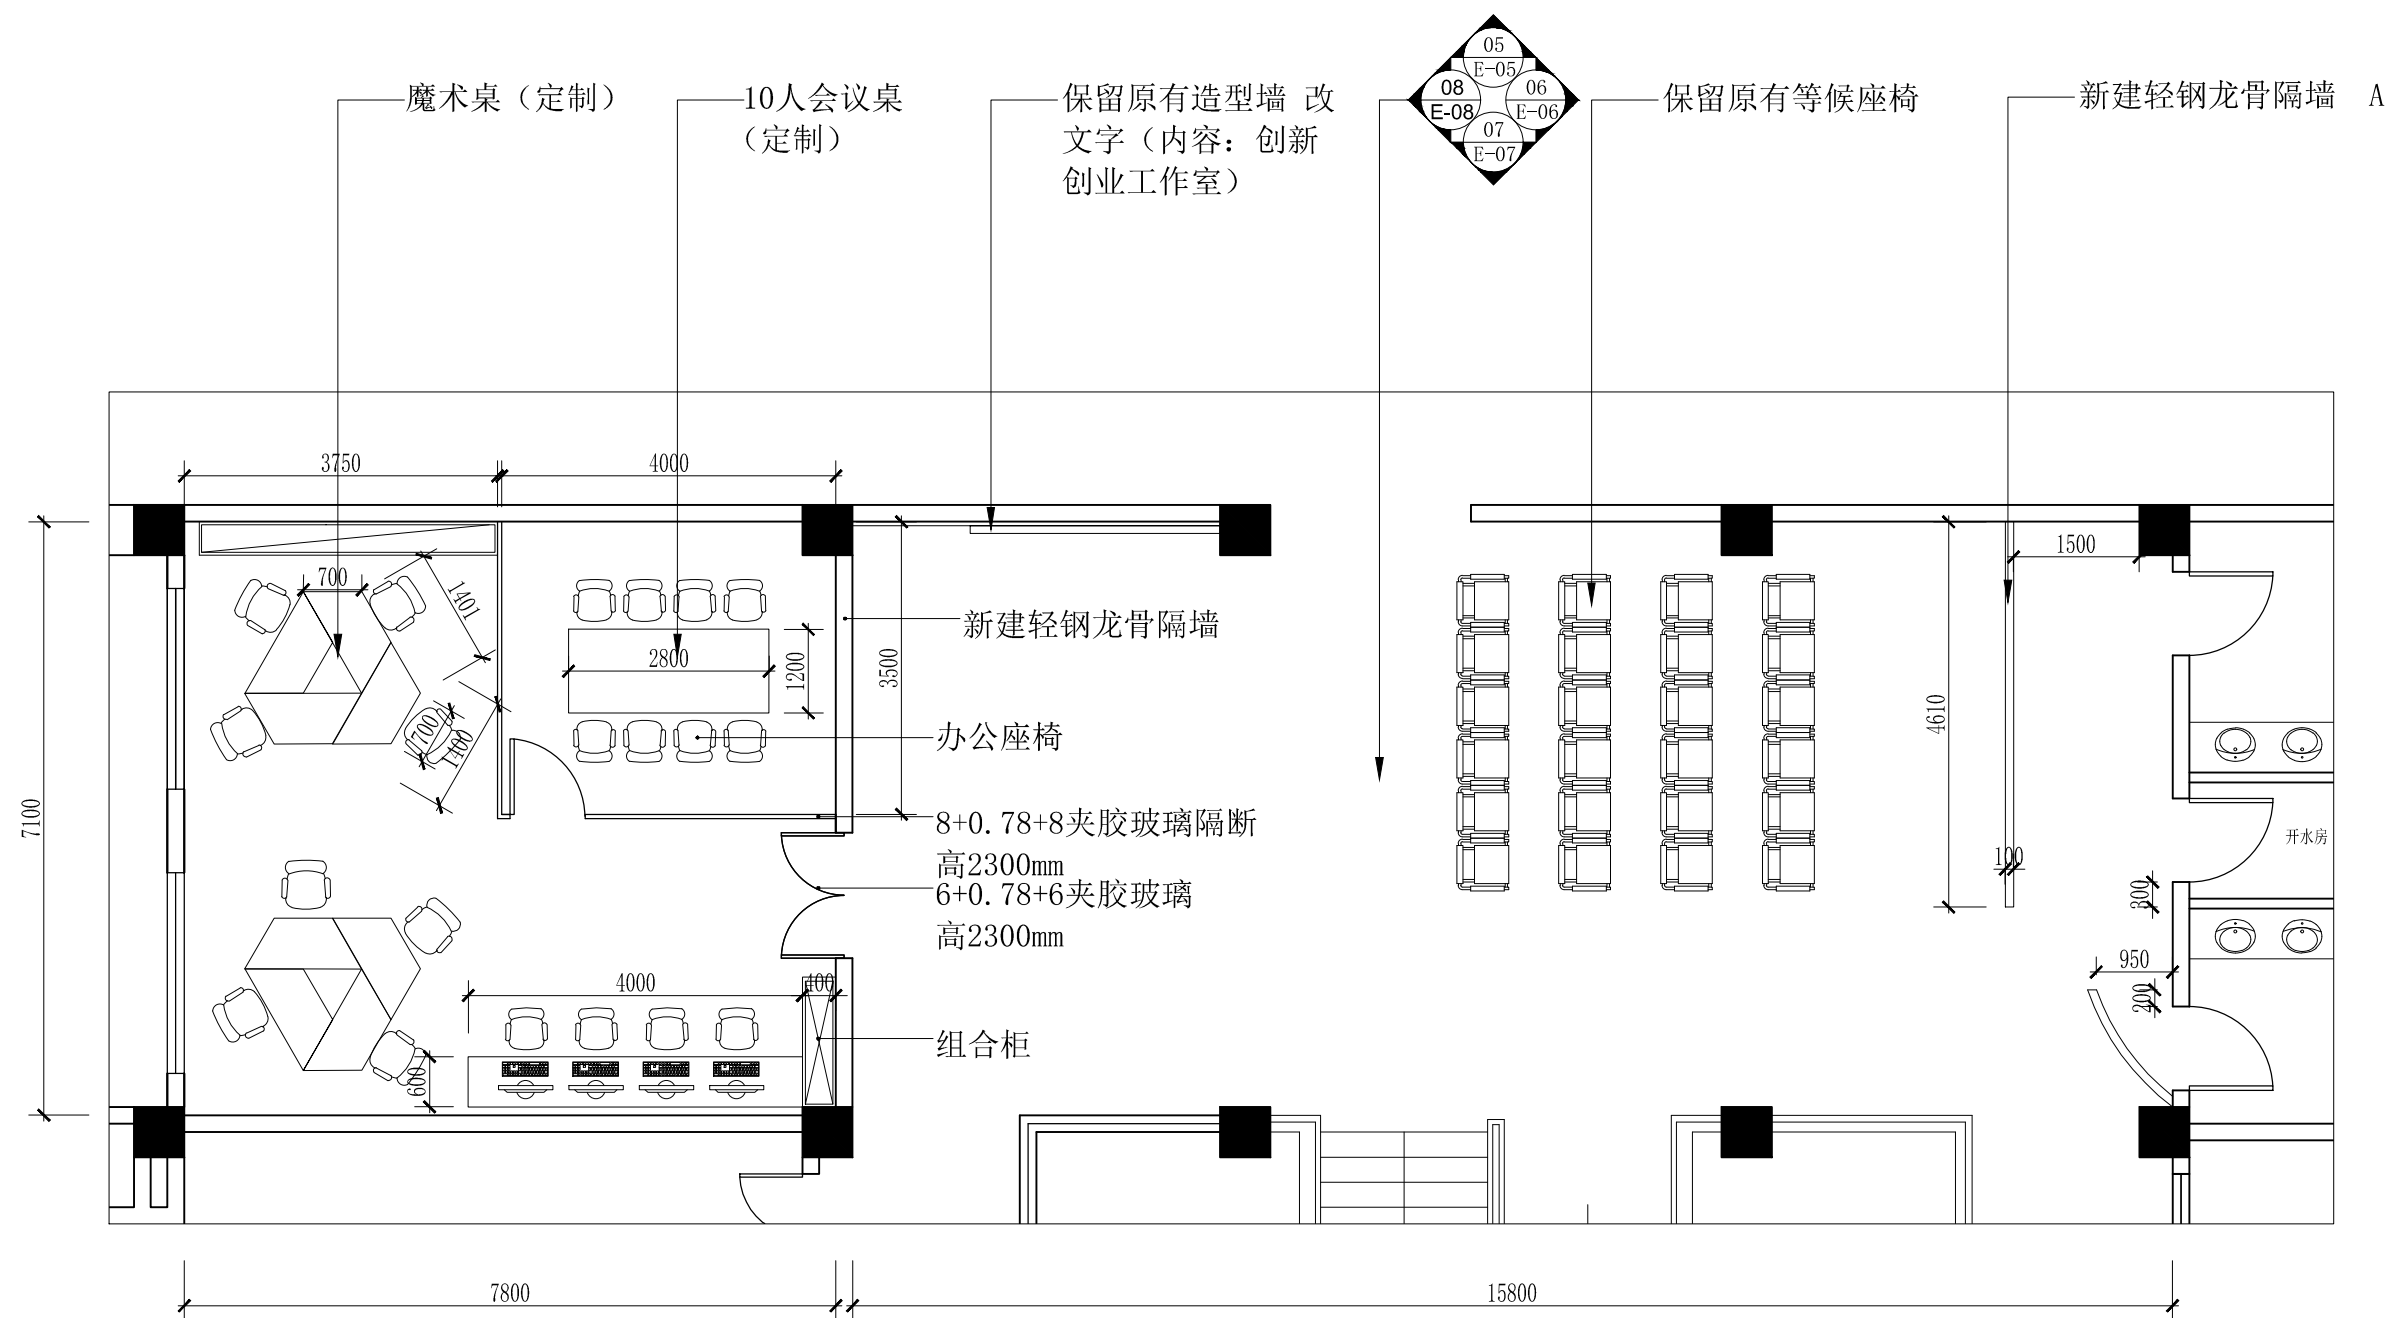 05
E-05
08
E-08
06
E-06
07
E-07
魔术桌（定制）
10人会议桌
（定制）
保留原有造型墙 改
文字（内容：创新
创业工作室）
保留原有等候座椅
新建轻钢龙骨隔墙 A
3750
4000
1500
700
1401
新建轻钢龙骨隔墙
2800
1200
3500
4610
700
1400
办公座椅
7100
8+0.78+8夹胶玻璃隔断
高2300mm
6+0.78+6夹胶玻璃
高2300mm
开水房
100
300
950
200
4000
400
组合柜
600
7800
15800